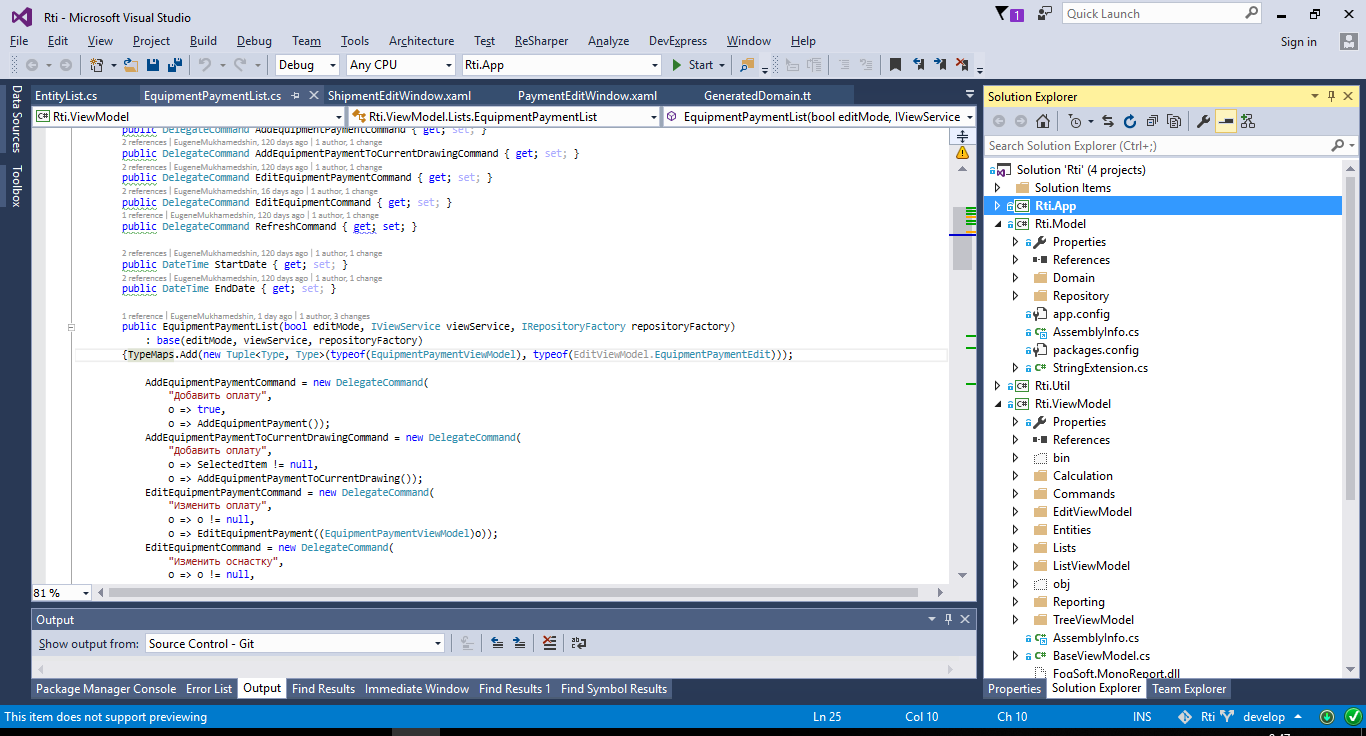 Rti - Microsoft Visual Studio
1
Quick Launch
File Edit View Project Build Debug Team Tools Architecture Test ReSharper Analyze DevExpress Window Help
Sign in
Debug Any CPU Rti.App Start
Data Sources
Toolbox
EntityList.cs EquipmentPaymentList.cs ShipmentEditWindow.xaml PaymentEditWindow.xaml GeneratedDomain.tt
Rti.ViewModel Rti.ViewModel.Lists.EquipmentPaymentList EquipmentPaymentList(bool editMode, IViewService
public DelegateCommand AddEquipmentPaymentCommand { get; set; }
2 references | EugeneMukhamedshin, 120 days ago | 1 author, 1 change
public DelegateCommand AddEquipmentPaymentToCurrentDrawingCommand { get; set; }
2 references | EugeneMukhamedshin, 120 days ago | 1 author, 1 change
public DelegateCommand EditEquipmentPaymentCommand { get; set; }
2 references | EugeneMukhamedshin, 16 days ago | 1 author, 1 change
public DelegateCommand EditEquipmentCommand { get; set; }
1 reference | EugeneMukhamedshin, 120 days ago | 1 author, 1 change
public DelegateCommand RefreshCommand { get; set; }
2 references | EugeneMukhamedshin, 120 days ago | 1 author, 1 change
public DateTime StartDate { get; set; }
2 references | EugeneMukhamedshin, 120 days ago | 1 author, 1 change
public DateTime EndDate { get; set; }
1 reference | EugeneMukhamedshin, 1 day ago | 1 author, 3 changes
public EquipmentPaymentList(bool editMode, IViewService viewService, IRepositoryFactory repositoryFactory)
: base(editMode, viewService, repositoryFactory)
{TypeMaps.Add(new Tuple<Type, Type>(typeof(EquipmentPaymentViewModel), typeof(EditViewModel.EquipmentPaymentEdit)));
AddEquipmentPaymentCommand = new DelegateCommand(
"Добавить оплату",
o => true,
o => AddEquipmentPayment());
AddEquipmentPaymentToCurrentDrawingCommand = new DelegateCommand(
"Добавить оплату",
o => SelectedItem != null,
o => AddEquipmentPaymentToCurrentDrawing());
EditEquipmentPaymentCommand = new DelegateCommand(
"Изменить оплату",
o => o != null,
o => EditEquipmentPayment((EquipmentPaymentViewModel)o));
EditEquipmentCommand = new DelegateCommand(
"Изменить оснастку",
o => o != null,
81 %
Output
Show output from: Source Control - Git
Package Manager Console Error List Output Find Results Immediate Window Find Results 1 Find Symbol Results
Solution Explorer
Search Solution Explorer (Ctrl+;)
Solution 'Rti' (4 projects)
Solution Items
Rti.App
Rti.Model
Properties
References
Domain
Repository
app.config
AssemblyInfo.cs
packages.config
StringExtension.cs
Rti.Util
Rti.ViewModel
Properties
References
bin
Calculation
Commands
EditViewModel
Entities
Lists
ListViewModel
obj
Reporting
TreeViewModel
AssemblyInfo.cs
BaseViewModel.cs
FogSoft.MonoReport.dll
Properties Solution Explorer Team Explorer
This item does not support previewing Ln 25 Col 10 Ch 10 INS Rti develop